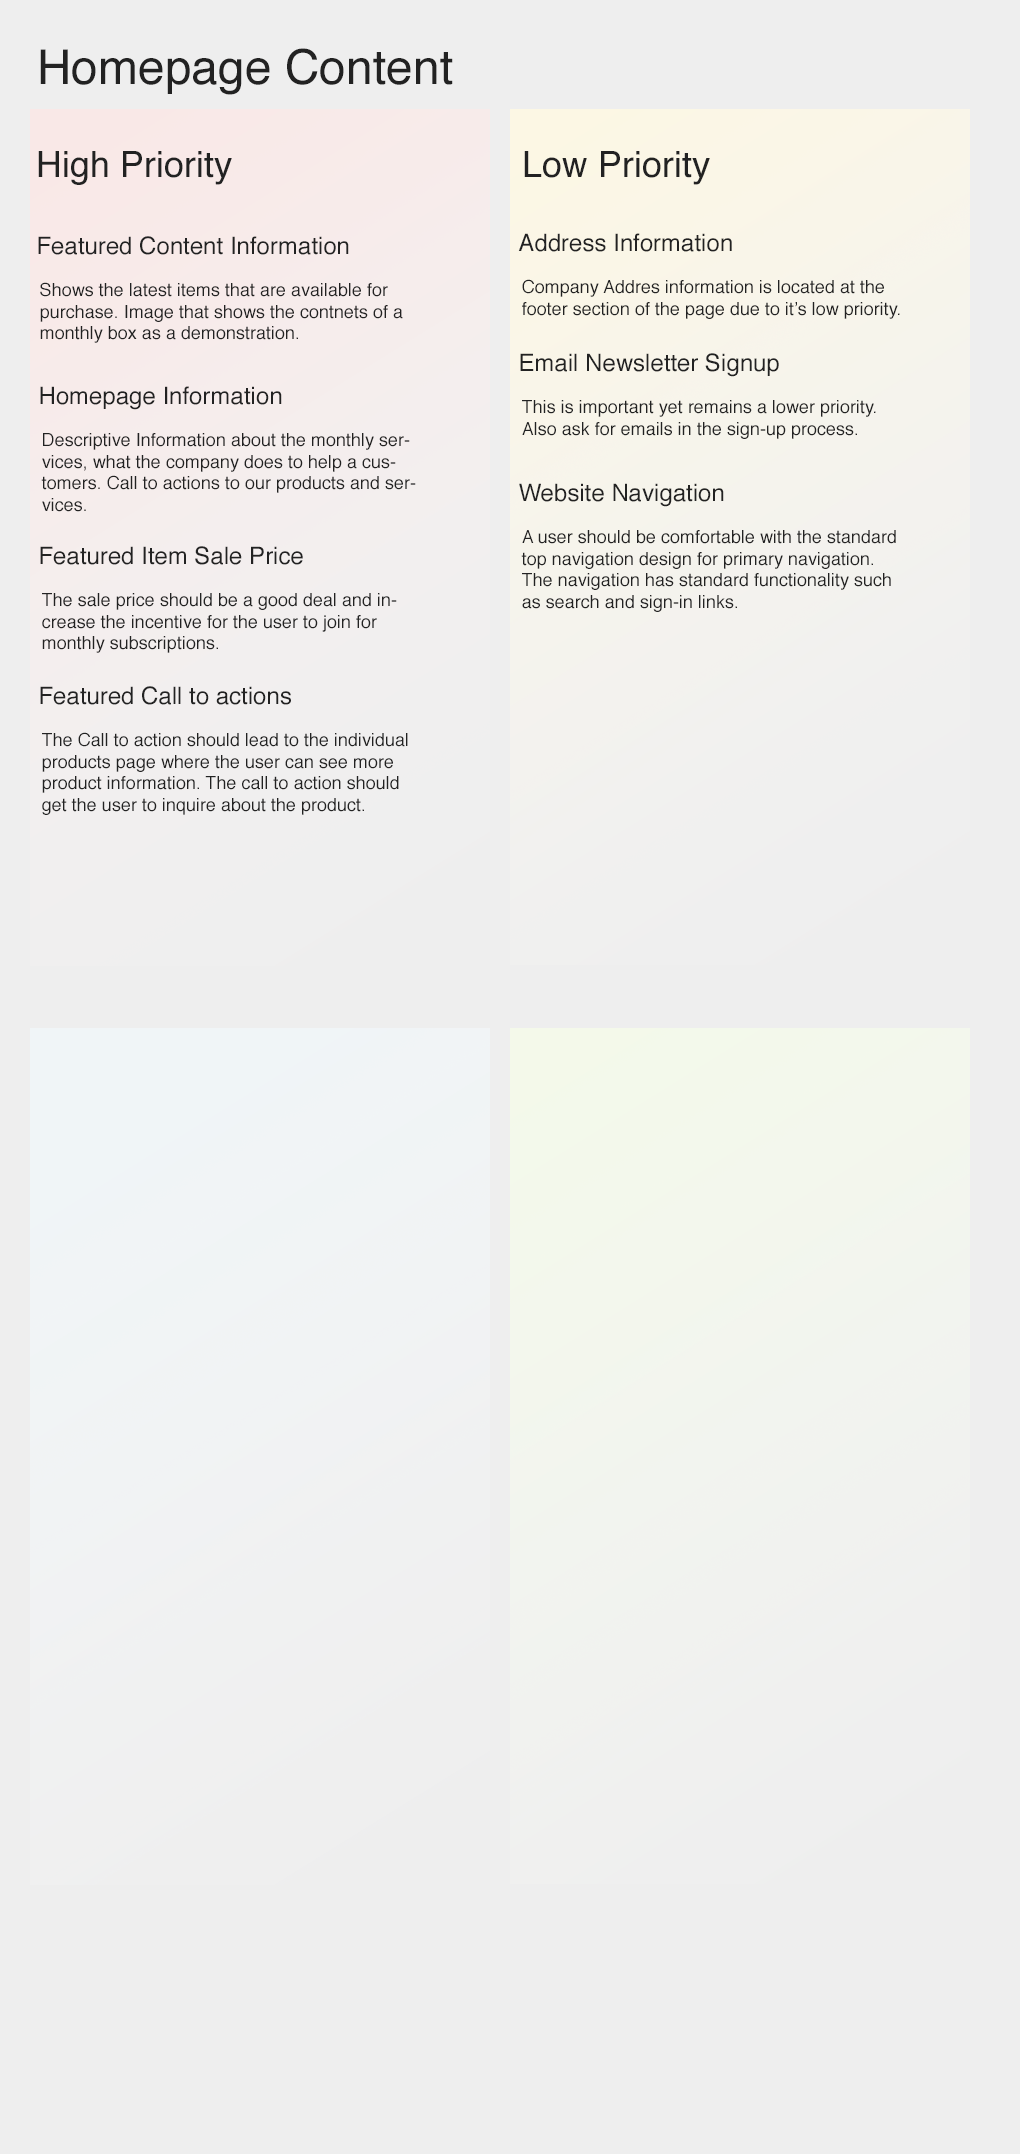 Homepage Content
High Priority
Featured Content Information
Shows the latest items that are available for
purchase. Image that shows the contnets of a
monthly box as a demonstration.
Homepage Information
Descriptive Information about the monthly ser-
vices, what the company does to help a cus-
tomers. Call to actions to our products and ser-
vices.
Featured Item Sale Price
The sale price should be a good deal and in-
crease the incentive for the user to join for
monthly subscriptions.
Featured Call to actions
The Call to action should lead to the individual
products page where the user can see more
product information. The call to action should
get the user to inquire about the product.
Low Priority
Address Information
Company Addres information is located at the
footer section of the page due to it’s low priority.
Email Newsletter Signup
This is important yet remains a lower priority.
Also ask for emails in the sign-up process.
Website Navigation
A user should be comfortable with the standard
top navigation design for primary navigation.
The navigation has standard functionality such
as search and sign-in links.